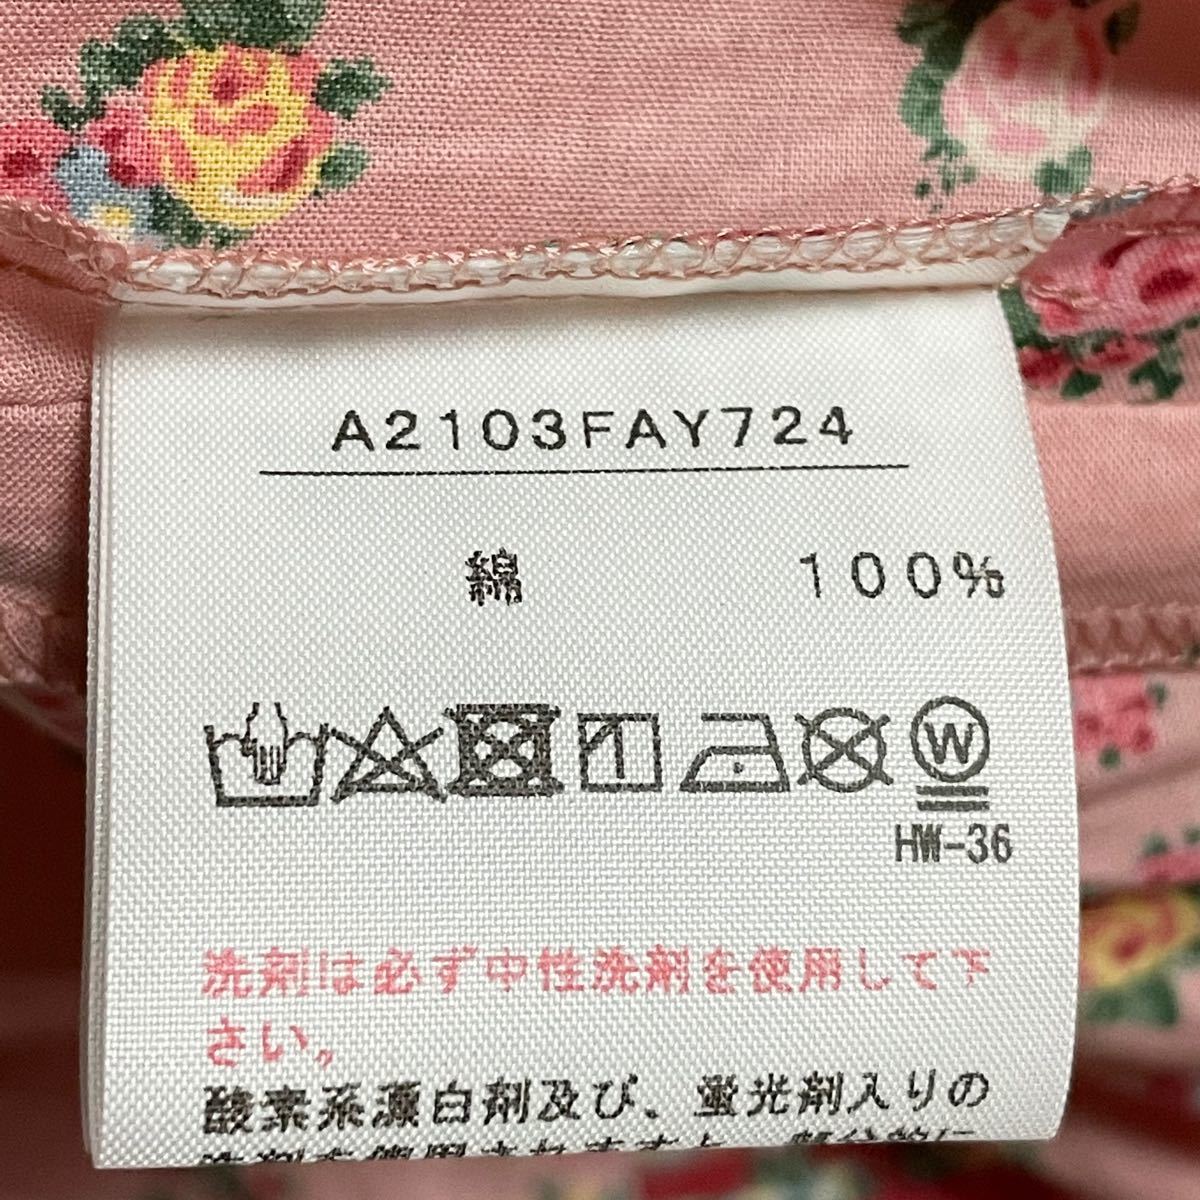 A2103FAY724
綿 100%
W
HW-36
洗剤は必ず中性洗剤を使用して下
さい。
酸素系漂白剤及び、蛍光剤入りの